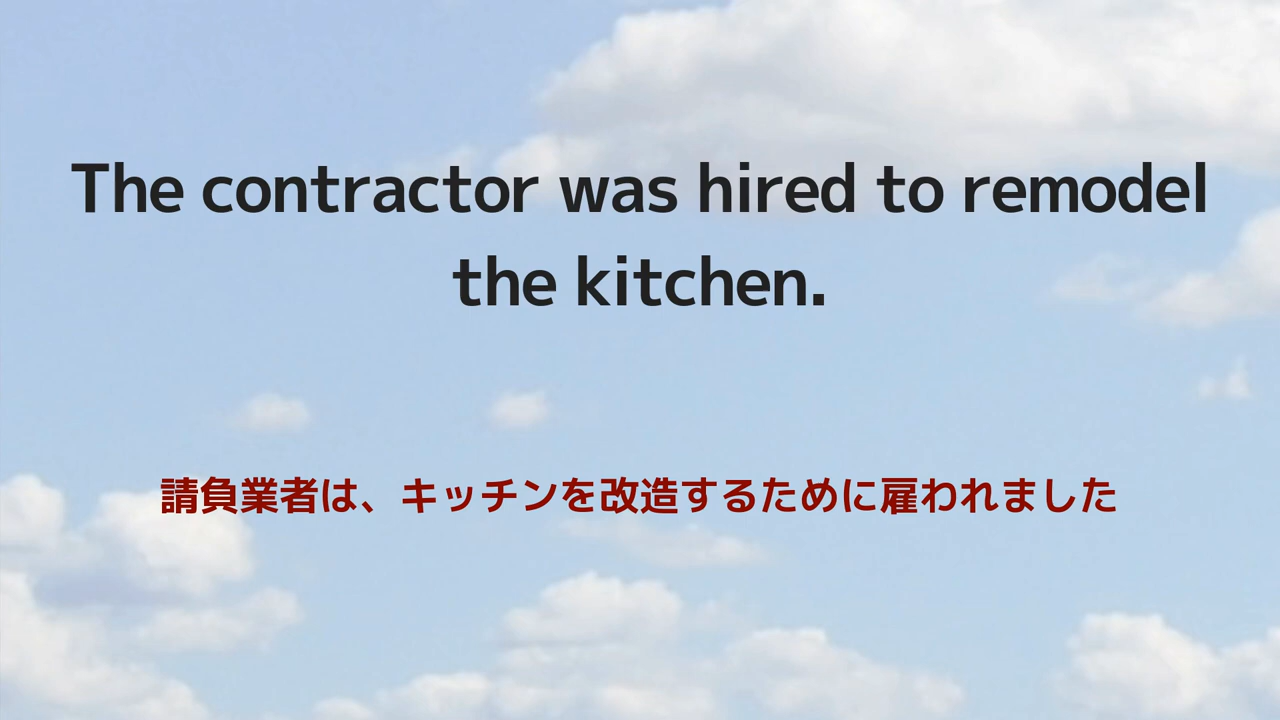 The contractor was hired to remodel
the kitchen.
請負業者は、キッチンを改造するために雇われました